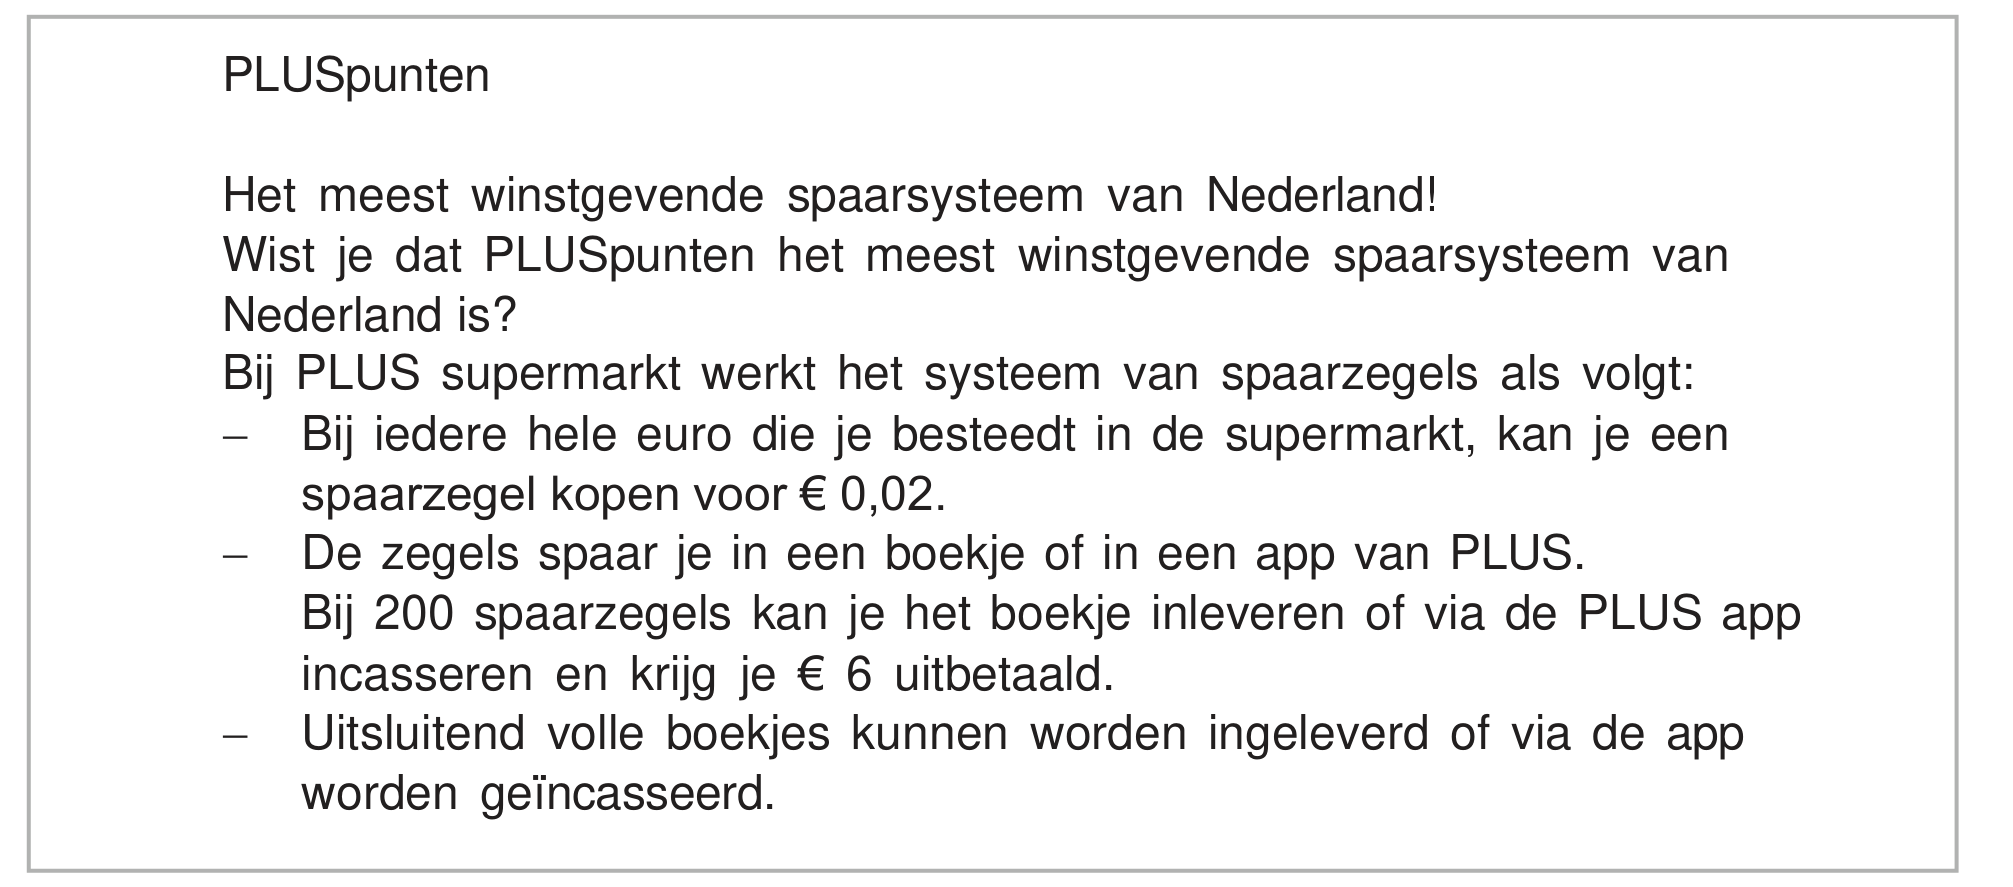 PLUSpunten
Het meest winstgevende spaarsysteem van Nederland!
Wist je dat PLUSpunten het meest winstgevende spaarsysteem van
Nederland is?
Bij PLUS supermarkt werkt het systeem van spaarzegels als volgt:
– Bij iedere hele euro die je besteedt in de supermarkt, kan je een
spaarzegel kopen voor € 0,02.
– De zegels spaar je in een boekje of in een app van PLUS.
Bij 200 spaarzegels kan je het boekje inleveren of via de PLUS app
incasseren en krijg je € 6 uitbetaald.
– Uitsluitend volle boekjes kunnen worden ingeleverd of via de app
worden geïncasseerd.